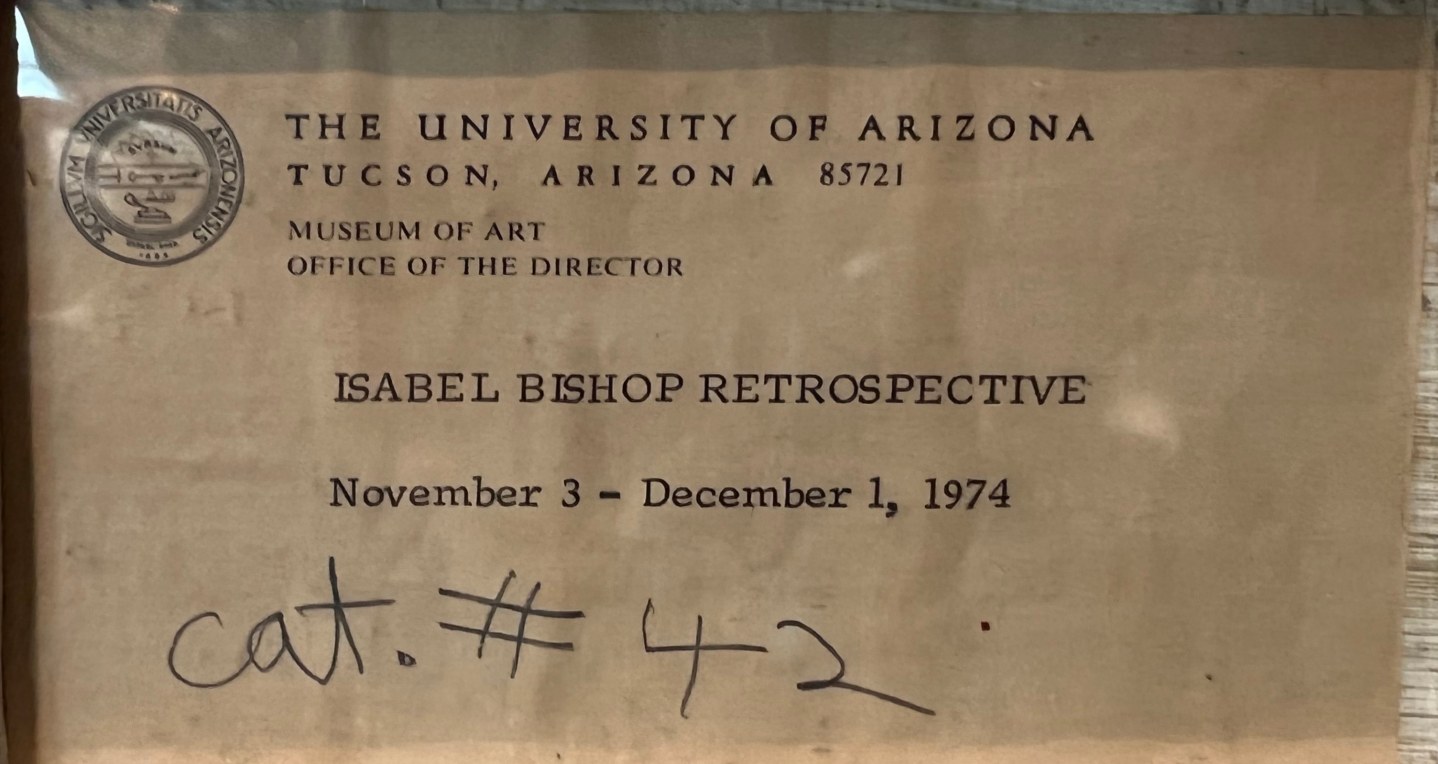 SIGILLVM VNIVERSITATIS ARIZONENSIS
THE UNIVERSITY OF ARIZONA
TUCSON, ARIZONA 85721
MUSEUM OF ART
OFFICE OF THE DIRECTOR
ISABEL BISHOP RETROSPECTIVE
November 3 - December 1, 1974
cat. # 42